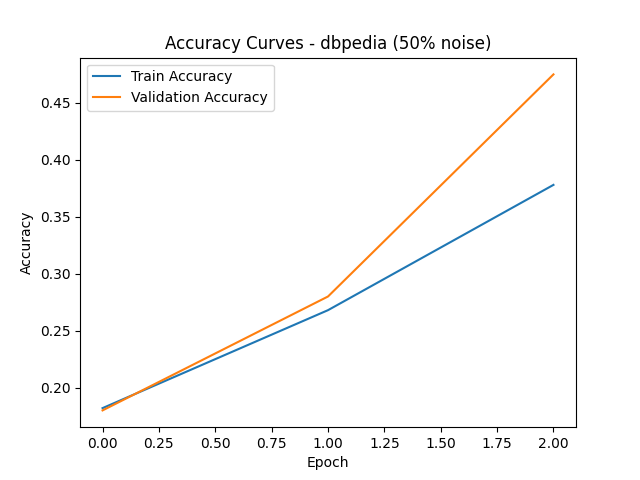 Accuracy Curves - dbpedia (50% noise)
Train Accuracy
Validation Accuracy
0.45
0.40
0.35
0.30
0.25
0.20
Accuracy
0.00 0.25 0.50 0.75 1.00 1.25 1.50 1.75 2.00
Epoch